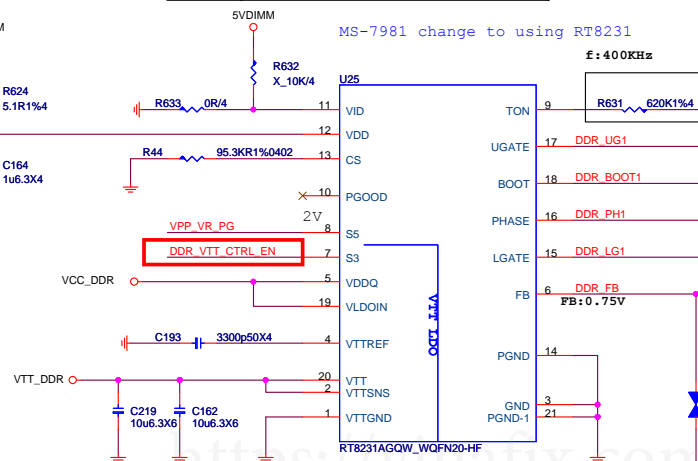 5VDIMM
MS-7981 change to using RT8231
f:400KHz
R632
X_10K/4
U25
R624
5.1R1%4
R633
0R/4
11
VID
TON
9
R631
620K1%4
12
VDD
UGATE
17
DDR_UG1
R44
95.3KR1%0402
13
CS
C164
1u6.3X4
BOOT
18
DDR_BOOT1
10
PGOOD
2V
PHASE
16
DDR_PH1
VPP_VR_PG
8
S5
DDR_VTT_CTRL_EN
7
S3
LGATE
15
DDR_LG1
VCC_DDR
5
VDDQ
FB
6
DDR_FB
FB:0.75V
19
VLDOIN
VTT LDO
C193
3300p50X4
4
VTTREF
PGND
14
VTT_DDR
20
VTT
2
VTTSNS
GND
3
C219
10u6.3X6
C162
10u6.3X6
1
VTTGND
PGND-1
21
RT8231AGQW_WQFN20-HF